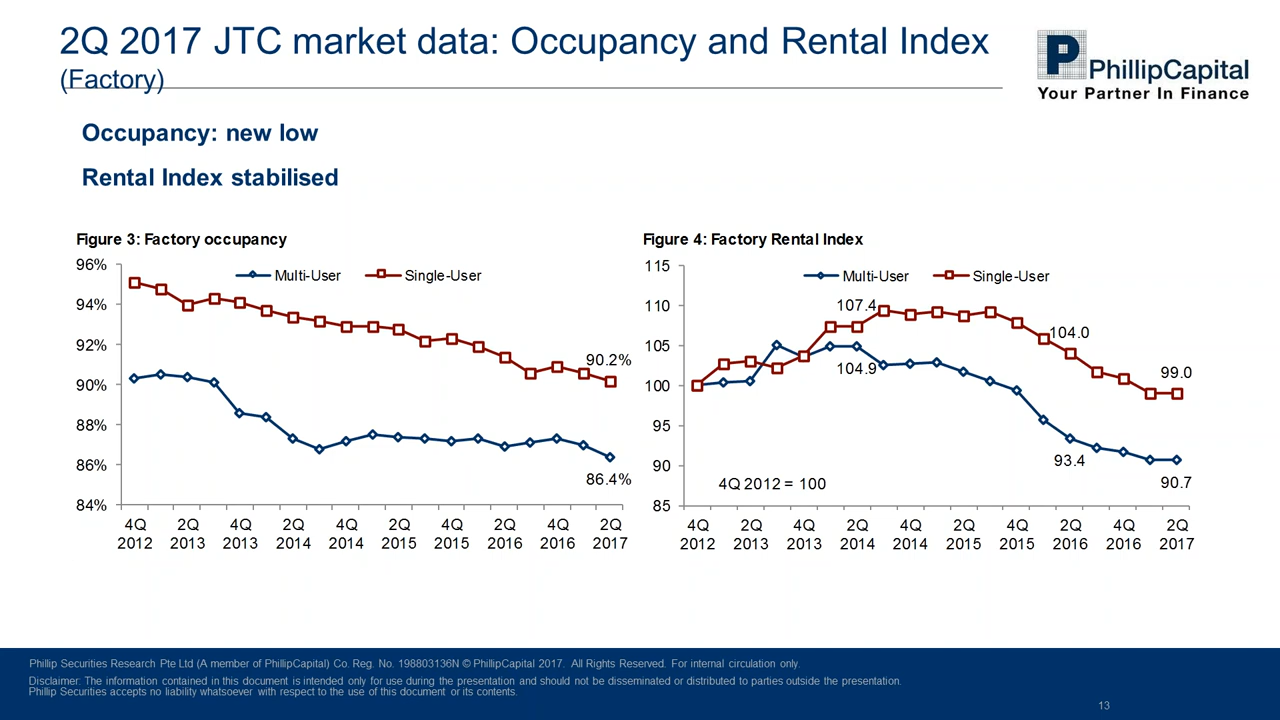 2Q 2017 JTC market data: Occupancy and Rental Index
(Factory)
PhillipCapital
Your Partner In Finance
Occupancy: new low
Rental Index stabilised
Figure 3: Factory occupancy
Multi-User
Single-User
96%
94%
92%
90%
88%
86%
84%
90.2%
86.4%
4Q 2Q 4Q 2Q 4Q 2Q 4Q 2Q 4Q 2Q
2012 2013 2013 2014 2014 2015 2015 2016 2016 2017
Figure 4: Factory Rental Index
Multi-User
Single-User
115
110
105
100
95
90
85
107.4
104.9
104.0
99.0
93.4
90.7
4Q 2012 = 100
4Q 2Q 4Q 2Q 4Q 2Q 4Q 2Q 4Q 2Q
2012 2013 2013 2014 2014 2015 2015 2016 2016 2017
Phillip Securities Research Pte Ltd (A member of PhillipCapital) Co. Reg. No. 198803136N © PhillipCapital 2017. All Rights Reserved. For internal circulation only.
Disclaimer: The information contained in this document is intended only for use during the presentation and should not be disseminated or distributed to parties outside the presentation.
Phillip Securities accepts no liability whatsoever with respect to the use of this document or its contents.
13